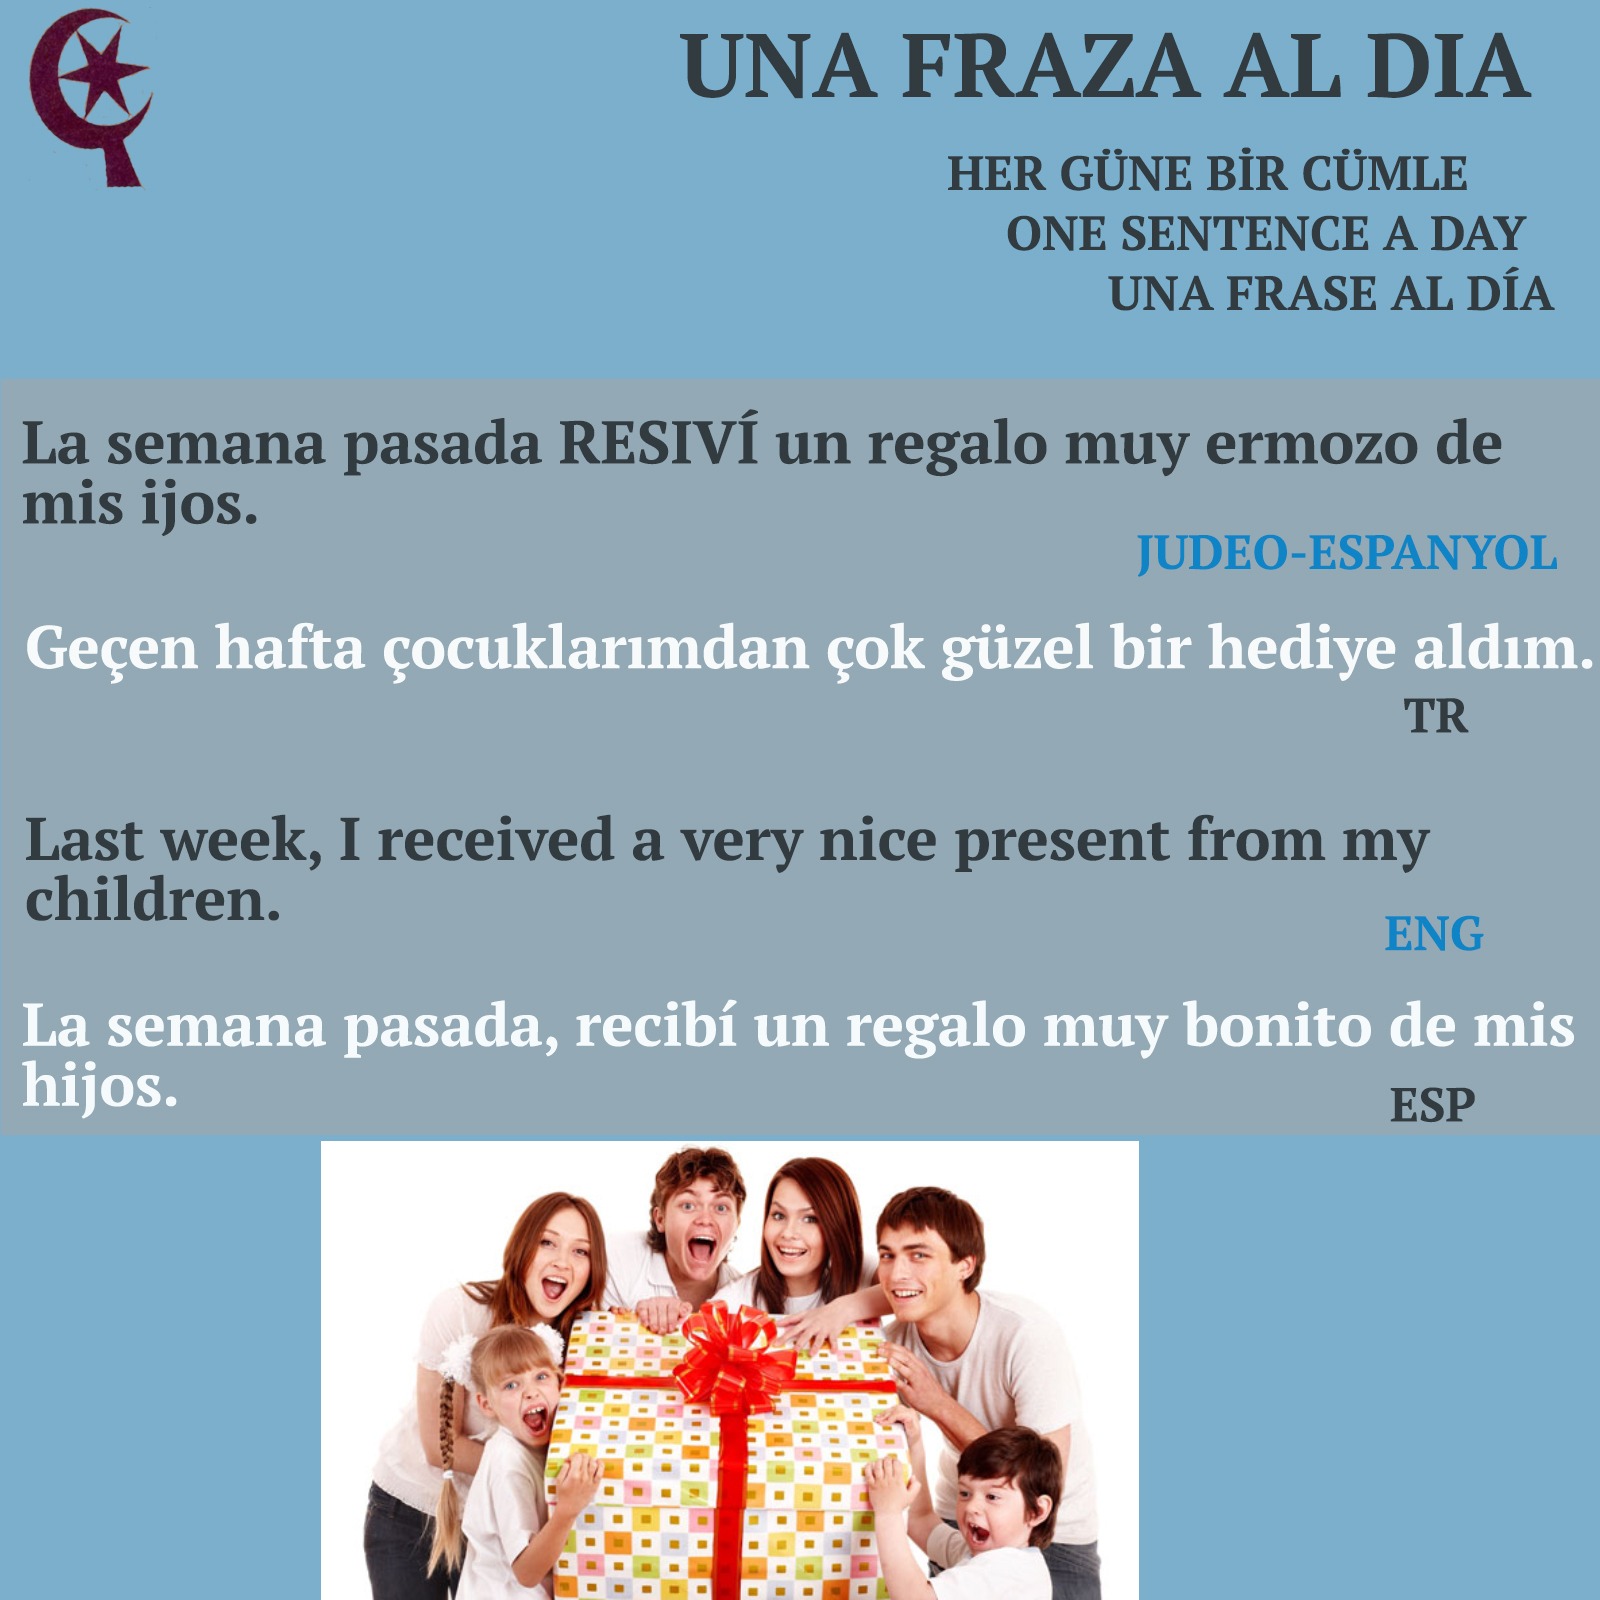 UNA FRAZA AL DIA
HER GÜNE BİR CÜMLE
ONE SENTENCE A DAY
UNA FRASE AL DÍA
La semana pasada RESIVÍ un regalo muy ermozo de
mis ijos.
JUDEO-ESPANYOL
Geçen hafta çocuklarımdan çok güzel bir hediye aldım.
TR
Last week, I received a very nice present from my
children.
ENG
La semana pasada, recibí un regalo muy bonito de mis
hijos.
ESP